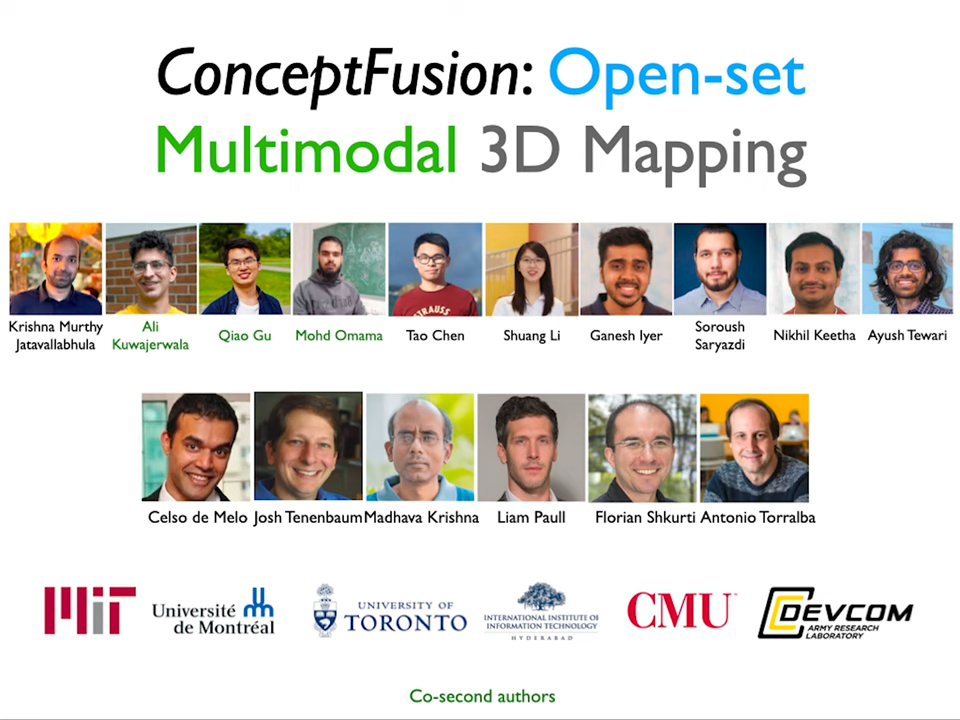 ConceptFusion: Open-set
Multimodal 3D Mapping
Krishna Murthy
Jatavallabhula
Ali
Kuwajerwala
Qiao Gu
Mohd Omama
Tao Chen
Shuang Li
Ganesh Iyer
Soroush
Saryazdi
Nikhil Keetha
Ayush Tewari
STRAUSS
Celso de Melo
Josh Tenenbaum
Madhava Krishna
Liam Paull
Florian Shkurti
Antonio Torralba
MIT
Université
de Montréal
UNIVERSITY OF
TORONTO
INTERNATIONAL INSTITUTE OF
INFORMATION TECHNOLOGY
HYDERABAD
CMU
DEVCOM
ARMY RESEARCH
LABORATORY
Co-second authors